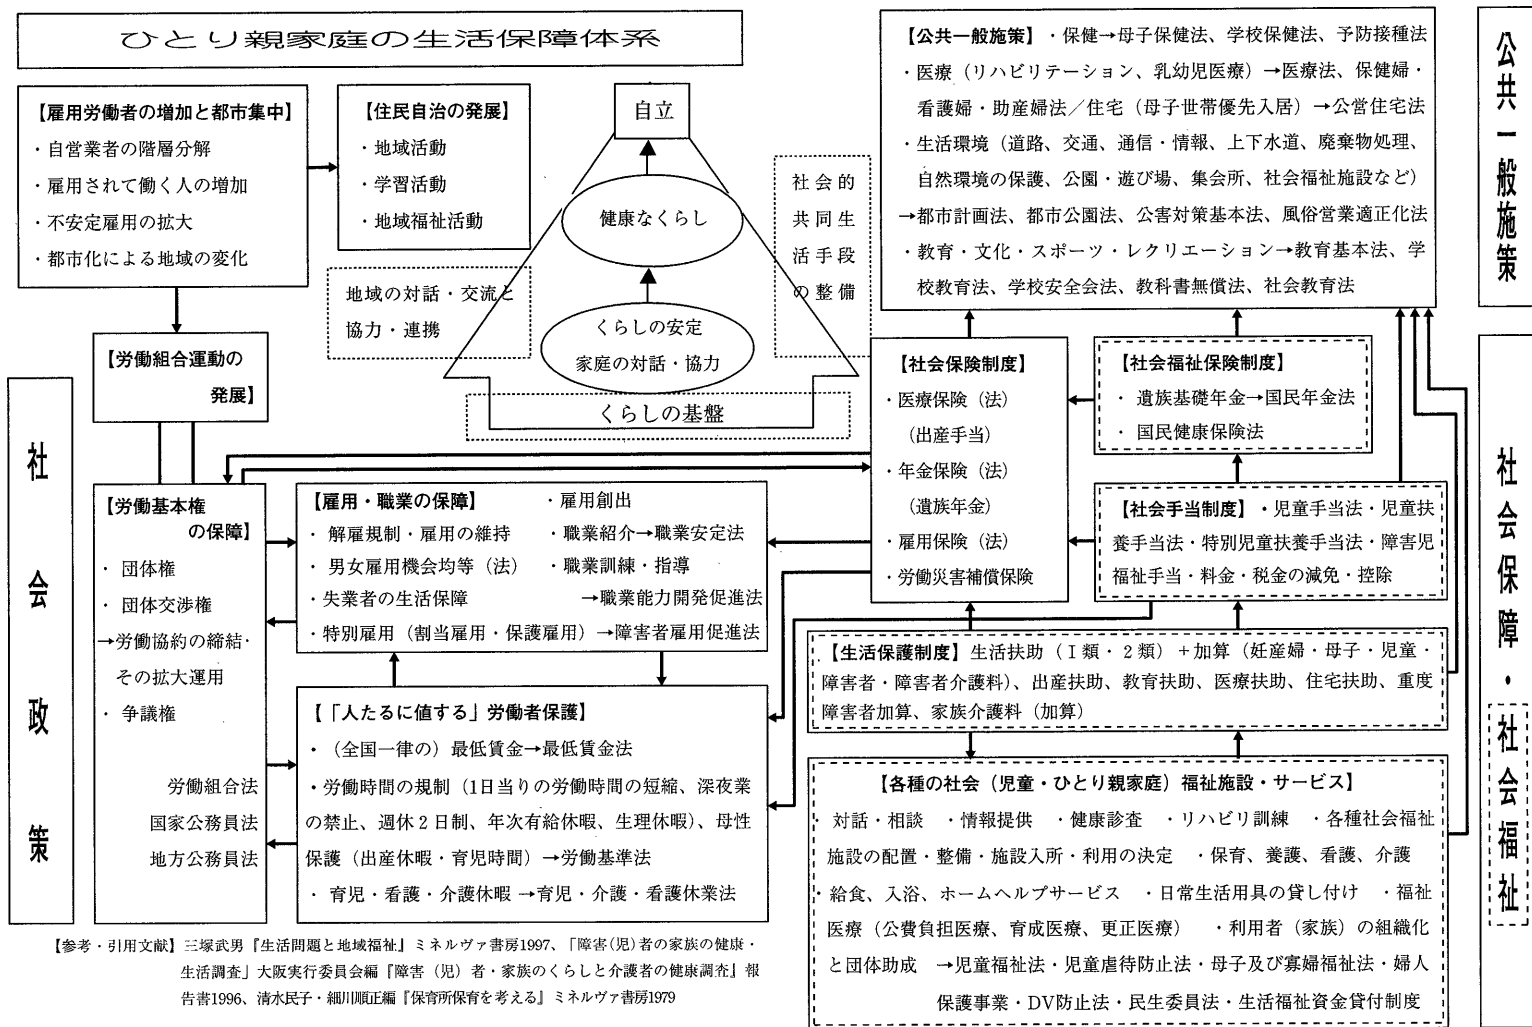 ひとり親家庭の生活保障体系
【雇用労働者の増加と都市集中】
・自営業者の階層分解
・雇用されて働く人の増加
・不安定雇用の拡大
・都市化による地域の変化
【住民自治の発展】
・地域活動
・学習活動
・地域福祉活動
自立
健康なくらし
くらしの安定
家庭の対話・協力
くらしの基盤
地域の対話・交流と
協力・連携
社会的
共同生
活手段
の整備
【公共一般施策】・保健→母子保健法、学校保健法、予防接種法
・医療（リハビリテーション、乳幼児医療）→医療法、保健婦・
看護婦・助産婦法／住宅（母子世帯優先入居）→公営住宅法
・生活環境（道路、交通、通信・情報、上下水道、廃棄物処理、
自然環境の保護、公園・遊び場、集会所、社会福祉施設など）
→都市計画法、都市公園法、公害対策基本法、風俗営業適正化法
・教育・文化・スポーツ・レクリエーション→教育基本法、学
校教育法、学校安全会法、教科書無償法、社会教育法
公共一般施策
【労働組合運動の
発展】
社会政策
【労働基本権
の保障】
・団体権
・団体交渉権
→労働協約の締結・
その拡大運用
・争議権
労働組合法
国家公務員法
地方公務員法
【雇用・職業の保障】
・解雇規制・雇用の維持
・男女雇用機会均等（法）
・失業者の生活保障
・雇用創出
・職業紹介→職業安定法
・職業訓練・指導
→職業能力開発促進法
・特別雇用（割当雇用・保護雇用）→障害者雇用促進法
【「人たるに値する」労働者保護】
・（全国一律の）最低賃金→最低賃金法
・労働時間の規制（1日当りの労働時間の短縮、深夜業
の禁止、週休２日制、年次有給休暇、生理休暇）、母性
保護（出産休暇・育児時間）→労働基準法
・育児・看護・介護休暇→育児・介護・看護休業法
【社会保険制度】
・医療保険（法）
（出産手当）
・年金保険（法）
（遺族年金）
・雇用保険（法）
・労働災害補償保険
【社会福祉保険制度】
・遺族基礎年金→国民年金法
・国民健康保険法
【社会手当制度】・児童手当法・児童扶
養手当法・特別児童扶養手当法・障害児
福祉手当・料金・税金の減免・控除
【生活保護制度】生活扶助（Ｉ類・２類）+加算（妊産婦・母子・児童・
障害者・障害者介護料）、出産扶助、教育扶助、医療扶助、住宅扶助、重度
障害者加算、家族介護料（加算）
【各種の社会（児童・ひとり親家庭）福祉施設・サービス】
・対話・相談　・情報提供　・健康診査　・リハビリ訓練　・各種社会福祉
施設の配置・整備・施設入所・利用の決定　・保育、養護、看護、介護
・給食、入浴、ホームヘルプサービス　・日常生活用具の貸し付け　・福祉
医療（公費負担医療、育成医療、更正医療）　・利用者（家族）の組織化
と団体助成　→児童福祉法・児童虐待防止法・母子及び寡婦福祉法・婦人
保護事業・DV防止法・民生委員法・生活福祉資金貸付制度
社会保障・社会福祉
【参考・引用文献】三塚武男『生活問題と地域福祉』ミネルヴァ書房1997、「障害(児)者の家族の健康・
生活調査」大阪実行委員会編『障害（児）者・家族のくらしと介護者の健康調査』報
告書1996、清水民子・細川順正編『保育所保育を考える』ミネルヴァ書房1979